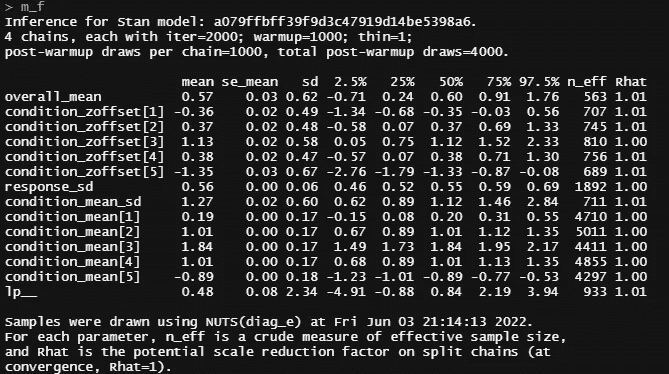 > m_f
Inference for Stan model: a079ffbff39f9d3c47919d14be5398a6.
4 chains, each with iter=2000; warmup=1000; thin=1;
post-warmup draws per chain=1000, total post-warmup draws=4000.
mean se_mean sd 2.5% 25% 50% 75% 97.5% n_eff Rhat
overall_mean 0.57 0.03 0.62 -0.71 0.24 0.60 0.91 1.76 563 1.01
condition_zoffset[1] -0.36 0.02 0.49 -1.34 -0.68 -0.35 -0.03 0.56 707 1.01
condition_zoffset[2] 0.37 0.02 0.48 -0.58 0.07 0.37 0.69 1.33 745 1.01
condition_zoffset[3] 1.13 0.02 0.58 0.05 0.75 1.12 1.52 2.33 810 1.00
condition_zoffset[4] 0.38 0.02 0.47 -0.57 0.07 0.38 0.71 1.30 756 1.01
condition_zoffset[5] -1.35 0.03 0.67 -2.76 -1.79 -1.33 -0.87 -0.08 689 1.01
response_sd 0.56 0.00 0.06 0.46 0.52 0.55 0.59 0.69 1892 1.00
condition_mean_sd 1.27 0.02 0.60 0.62 0.89 1.12 1.46 2.84 711 1.01
condition_mean[1] 0.19 0.00 0.17 -0.15 0.08 0.20 0.31 0.55 4710 1.00
condition_mean[2] 1.01 0.00 0.17 0.67 0.89 1.01 1.12 1.35 5011 1.00
condition_mean[3] 1.84 0.00 0.17 1.49 1.73 1.84 1.95 2.17 4411 1.00
condition_mean[4] 1.01 0.00 0.17 0.68 0.89 1.01 1.13 1.35 4855 1.00
condition_mean[5] -0.89 0.00 0.18 -1.23 -1.01 -0.89 -0.77 -0.53 4297 1.00
lp__ 0.48 0.08 2.34 -4.91 -0.88 0.84 2.19 3.94 933 1.01
Samples were drawn using NUTS(diag_e) at Fri Jun 03 21:14:13 2022.
For each parameter, n_eff is a crude measure of effective sample size,
and Rhat is the potential scale reduction factor on split chains (at
convergence, Rhat=1).